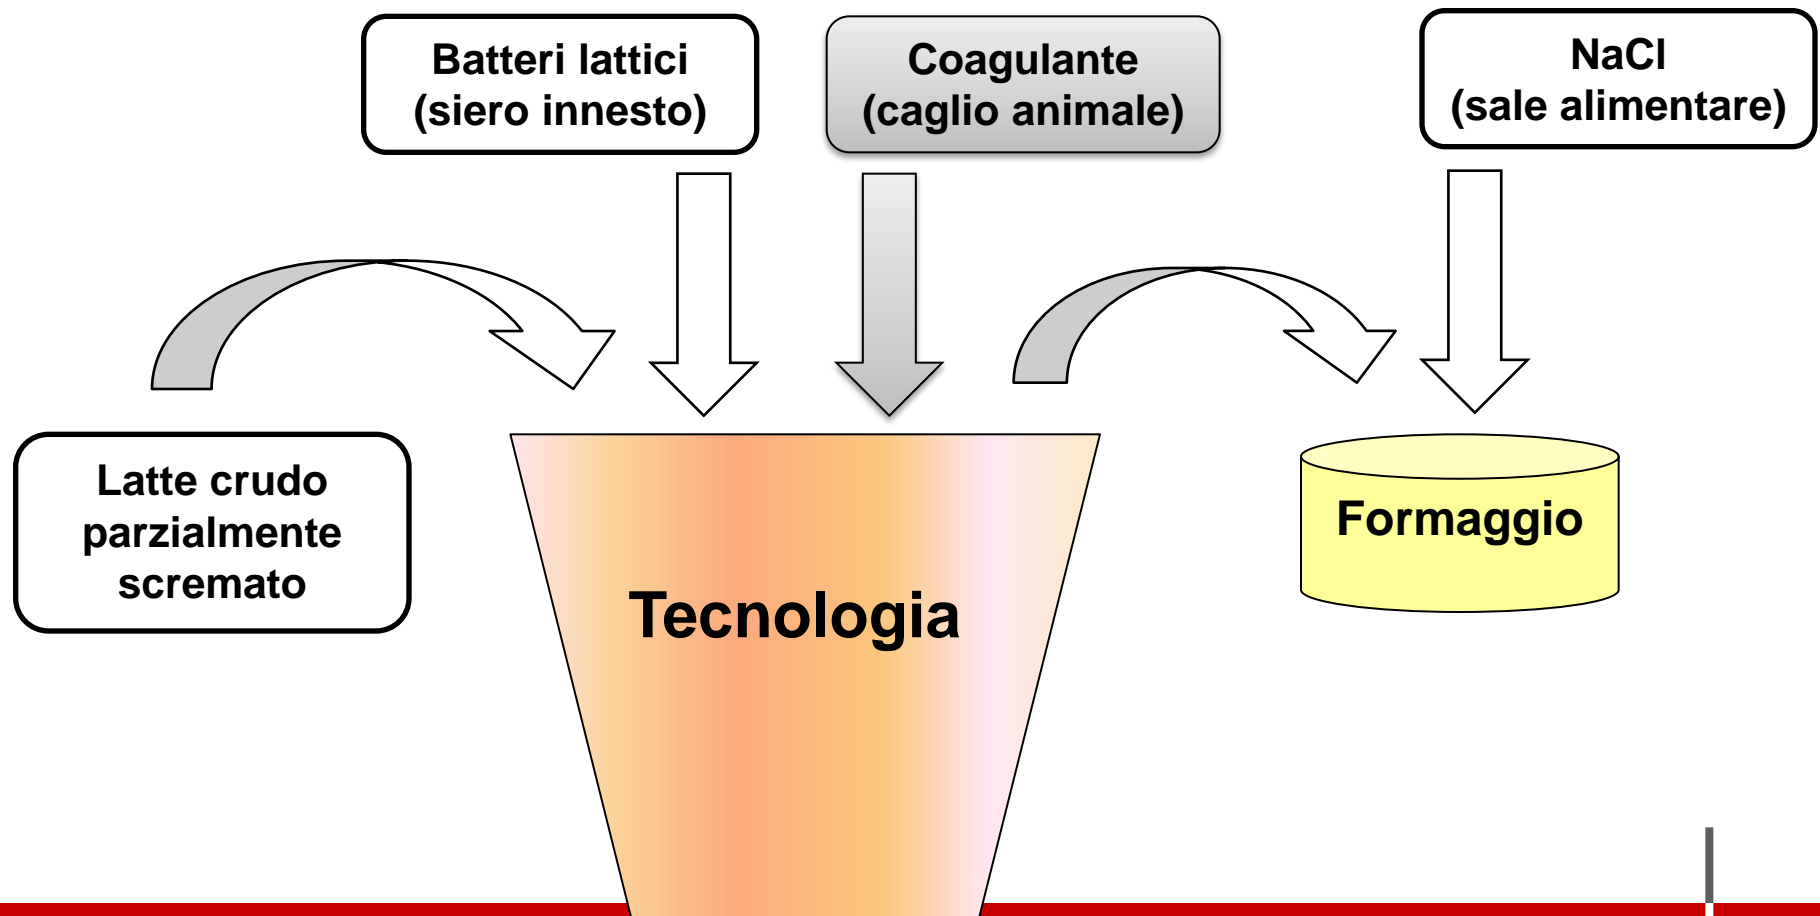 Batteri lattici
(siero innesto)
Coagulante
(caglio animale)
NaCl
(sale alimentare)
Latte crudo
parzialmente
scremato
Tecnologia
Formaggio